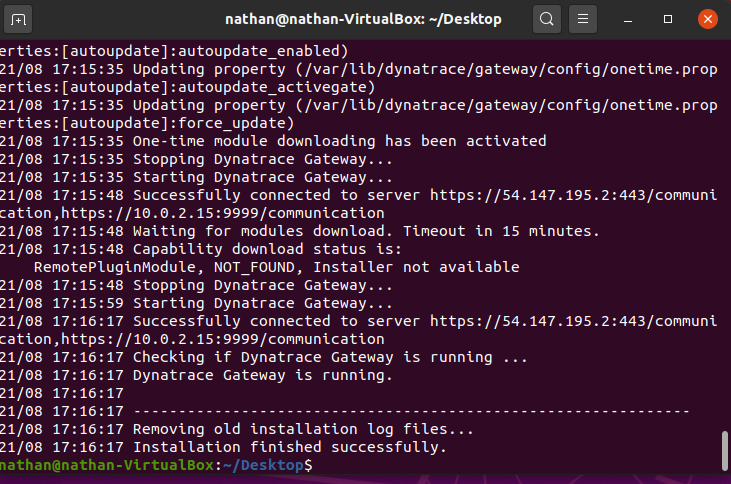 nathan@nathan-VirtualBox: ~/Desktop
erties:[autoupdate]:autoupdate_enabled)
21/08 17:15:35 Updating property (/var/lib/dynatrace/gateway/config/onetime.prop
erties:[autoupdate]:autoupdate_activegate)
21/08 17:15:35 Updating property (/var/lib/dynatrace/gateway/config/onetime.prop
erties:[autoupdate]:force_update)
21/08 17:15:35 One-time module downloading has been activated
21/08 17:15:35 Stopping Dynatrace Gateway...
21/08 17:15:35 Starting Dynatrace Gateway...
21/08 17:15:48 Successfully connected to server https://54.147.195.2:443/communi
cation,https://10.0.2.15:9999/communication
21/08 17:15:48 Waiting for modules download. Timeout in 15 minutes.
21/08 17:15:48 Capability download status is:
    RemotePluginModule, NOT_FOUND, Installer not available
21/08 17:15:48 Stopping Dynatrace Gateway...
21/08 17:15:59 Starting Dynatrace Gateway...
21/08 17:16:17 Successfully connected to server https://54.147.195.2:443/communi
cation,https://10.0.2.15:9999/communication
21/08 17:16:17 Checking if Dynatrace Gateway is running ...
21/08 17:16:17 Dynatrace Gateway is running.
21/08 17:16:17
21/08 17:16:17 ------------------------------------------------------------------
21/08 17:16:17 Removing old installation log files...
21/08 17:16:17 Installation finished successfully.
nathan@nathan-VirtualBox:~/Desktop$